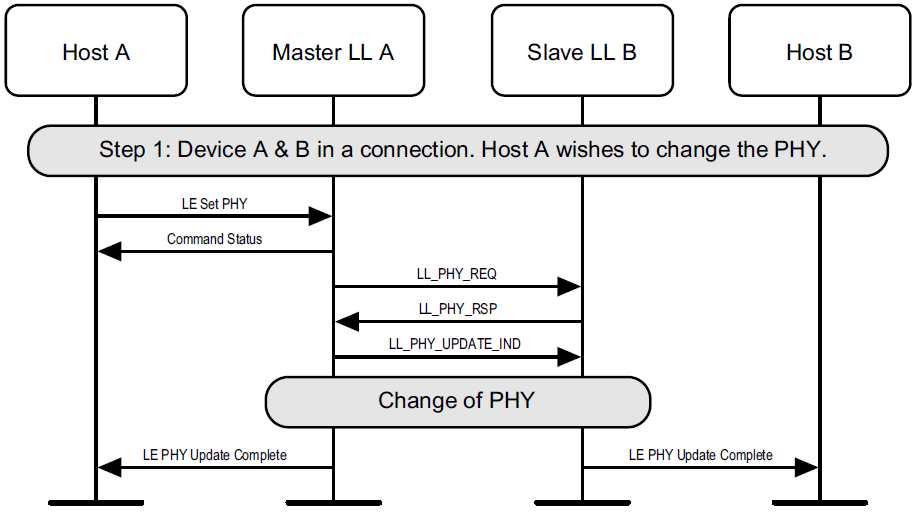 Host A
Master LL A
Slave LL B
Host B
Step 1: Device A & B in a connection. Host A wishes to change the PHY.
LE Set PHY
Command Status
LL_PHY_REQ
LL_PHY_RSP
LL_PHY_UPDATE_IND
Change of PHY
LE PHY Update Complete
LE PHY Update Complete